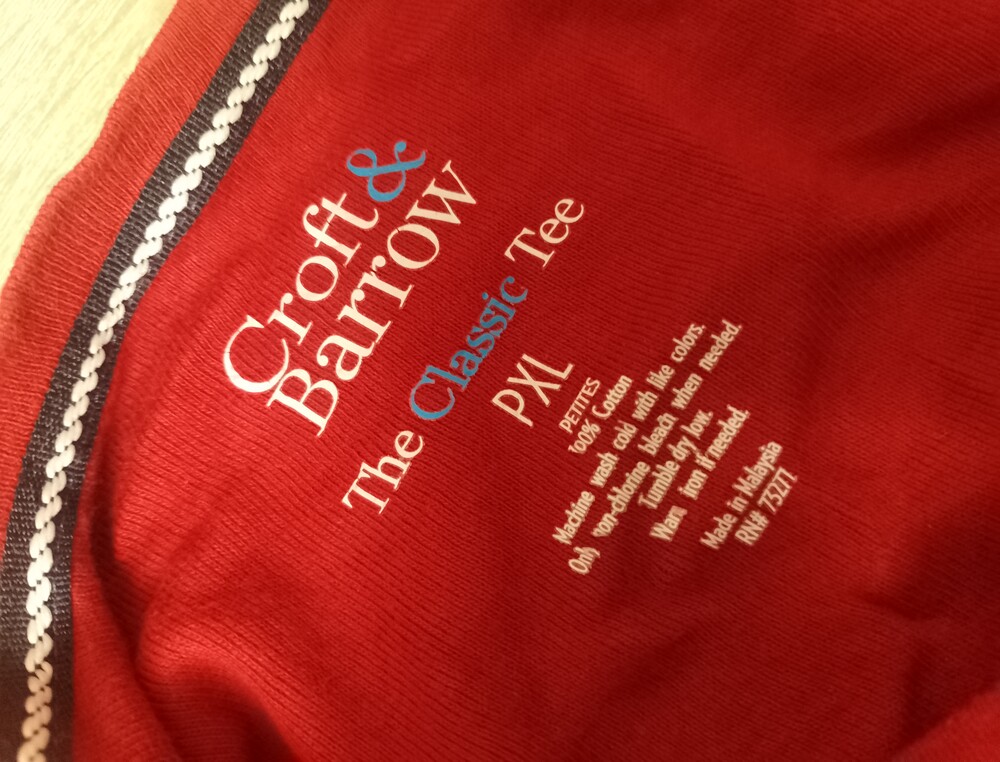 Croft &
Barrow
The Classic Tee
PXL
PETITES
100% Cotton
Machine wash cold with like colors.
Only non-chlorine bleach when needed.
Tumble dry low.
Warm iron if needed.
Made in Malaysia
RN# 75271